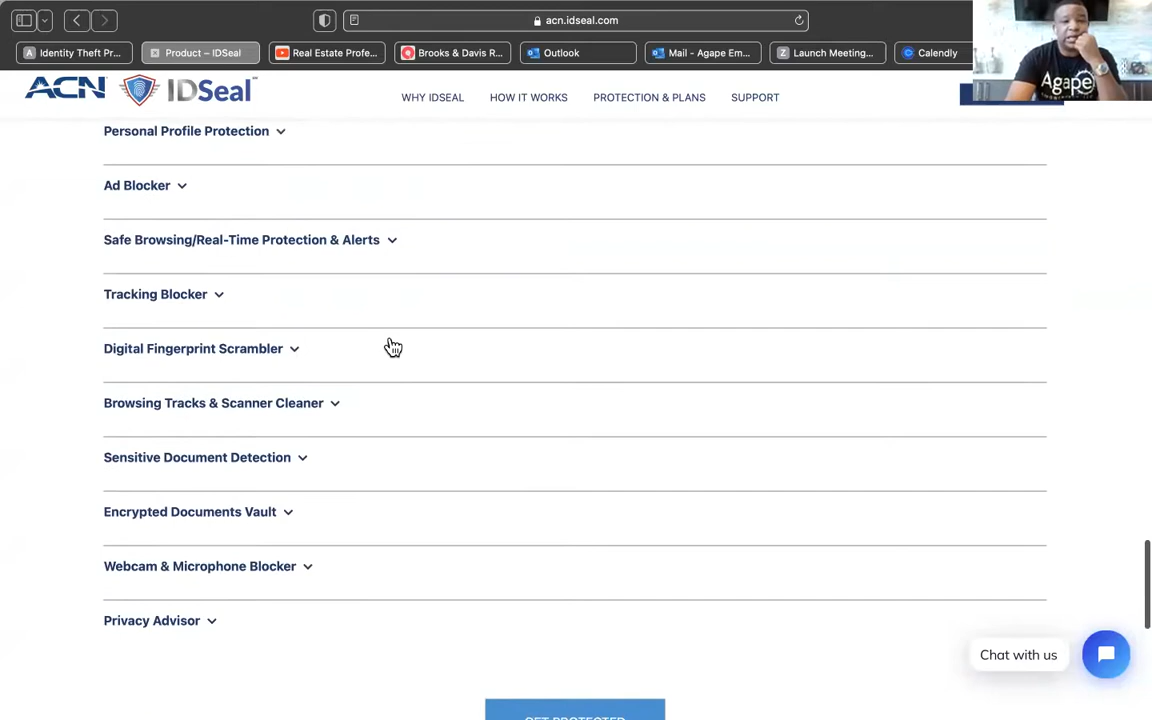 acn.idseal.com
Identity Theft Pr...
Product – IDSeal
Real Estate Profe...
Brooks & Davis R...
Outlook
Mail - Agape Em...
Launch Meeting...
Calendly
ACN IDSeal
WHY IDSEAL
HOW IT WORKS
PROTECTION & PLANS
SUPPORT
Agape
Personal Profile Protection
Ad Blocker
Safe Browsing/Real-Time Protection & Alerts
Tracking Blocker
Digital Fingerprint Scrambler
Browsing Tracks & Scanner Cleaner
Sensitive Document Detection
Encrypted Documents Vault
Webcam & Microphone Blocker
Privacy Advisor
Chat with us
GET PROTECTED